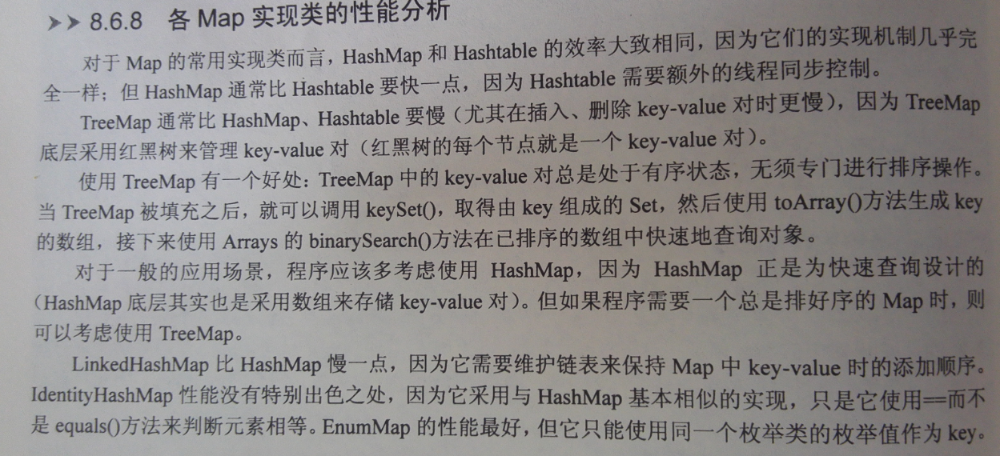 >> 8.6.8 各 Map 实现类的性能分析
对于 Map 的常用实现类而言，HashMap 和 Hashtable 的效率大致相同，因为它们的实现机制几乎完
全一样；但 HashMap 通常比 Hashtable 要快一点，因为 Hashtable 需要额外的线程同步控制。
TreeMap 通常比 HashMap、Hashtable 要慢（尤其在插入、删除 key-value 对时更慢），因为 TreeMap
底层采用红黑树来管理 key-value 对（红黑树的每个节点就是一个 key-value 对）。
使用 TreeMap 有一个好处：TreeMap 中的 key-value 对总是处于有序状态，无须专门进行排序操作。
当 TreeMap 被填充之后，就可以调用 keySet()，取得由 key 组成的 Set，然后使用 toArray()方法生成 key
的数组，接下来使用 Arrays 的 binarySearch()方法在已排序的数组中快速地查询对象。
对于一般的应用场景，程序应该多考虑使用 HashMap，因为 HashMap 正是为快速查询设计的
（HashMap 底层其实也是采用数组来存储 key-value 对）。但如果程序需要一个总是排好序的 Map 时，则
可以考虑使用 TreeMap。
LinkedHashMap 比 HashMap 慢一点，因为它需要维护链表来保持 Map 中 key-value 时的添加顺序。
IdentityHashMap 性能没有特别出色之处，因为它采用与 HashMap 基本相似的实现，只是它使用==而不
是 equals()方法来判断元素相等。EnumMap 的性能最好，但它只能使用同一个枚举类的枚举值作为 key。